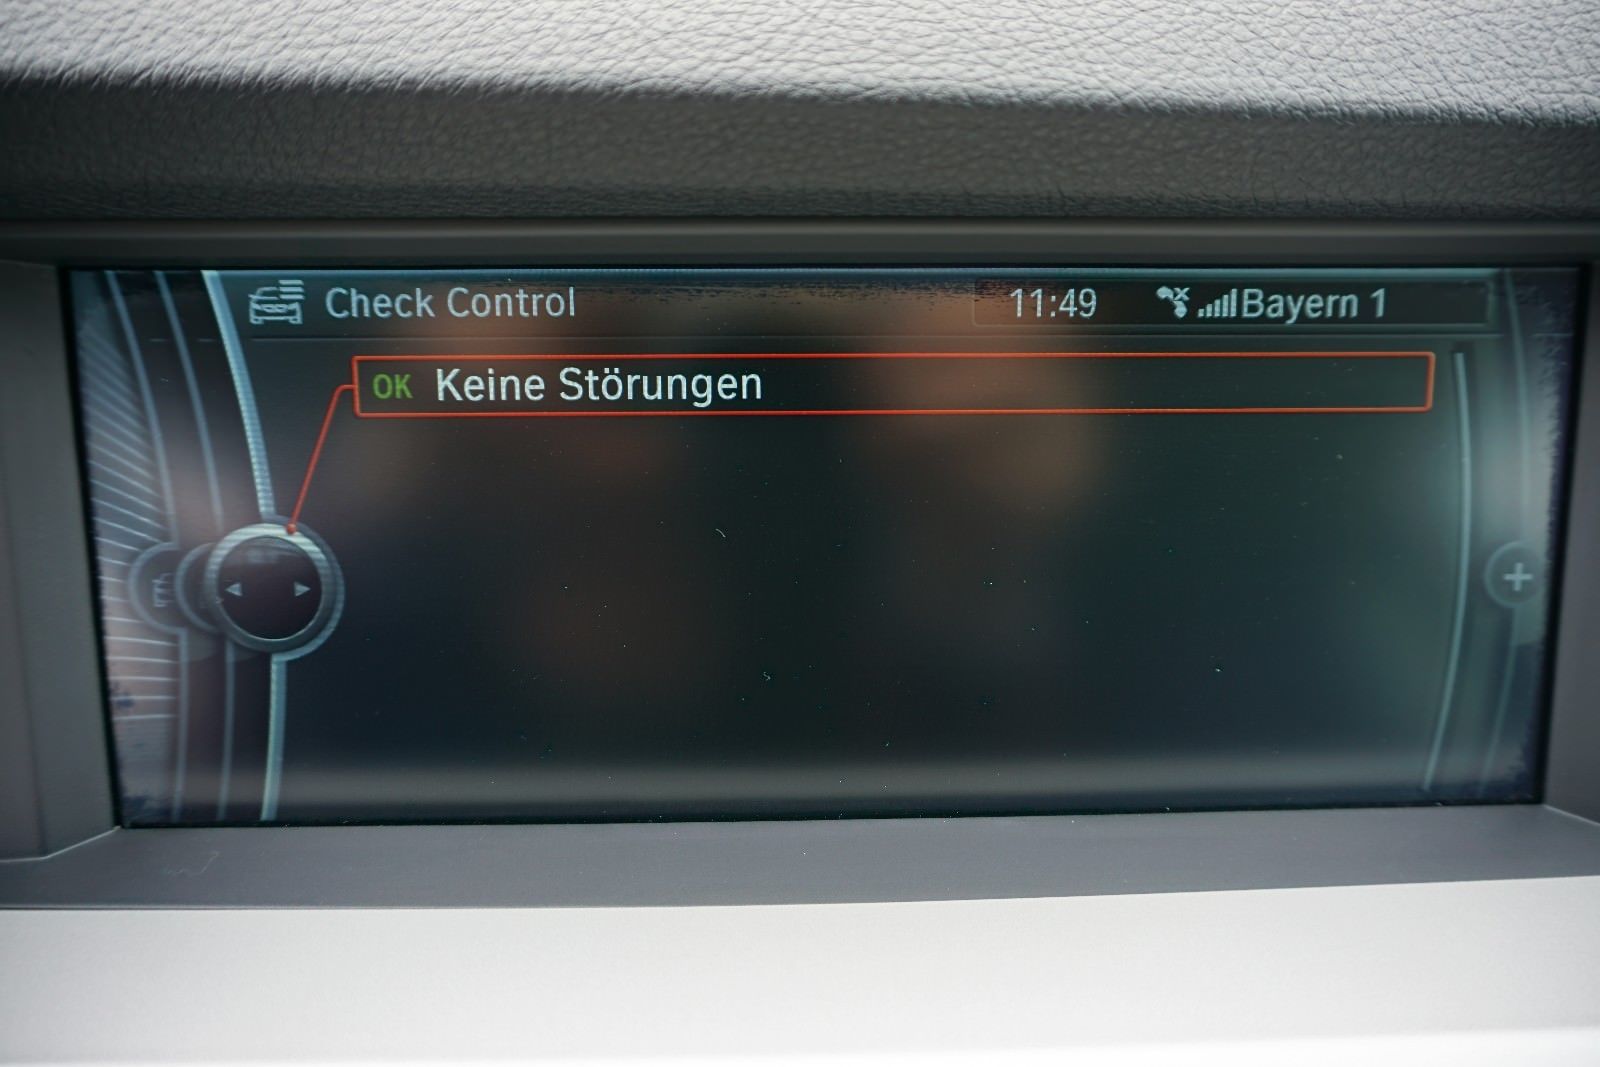 Check Control
11:49
Bayern 1
OK Keine Störungen